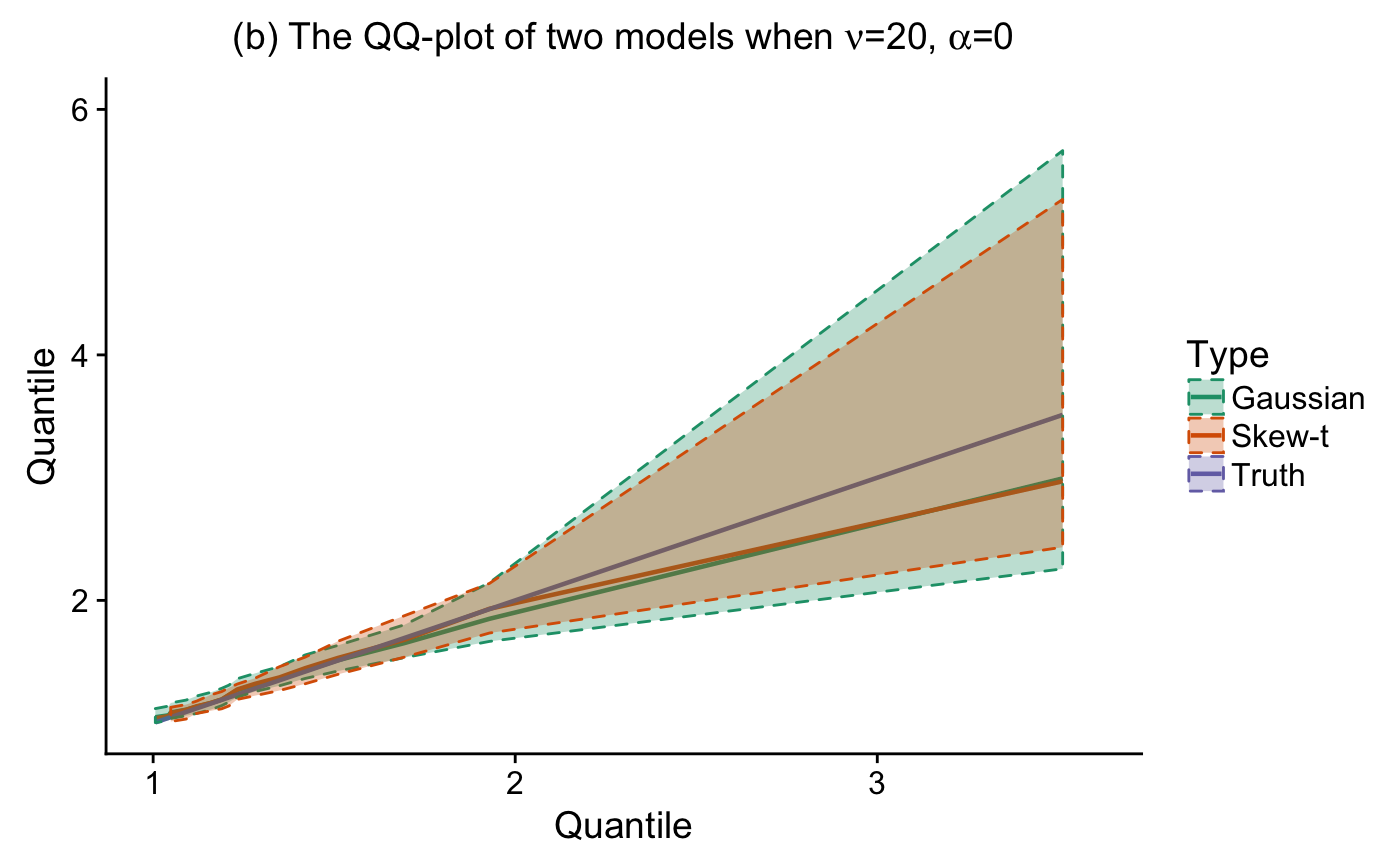 (b) The QQ-plot of two models when ν=20, α=0
6
4
2
Quantile
1
2
3
Quantile
Type
Gaussian
Skew-t
Truth